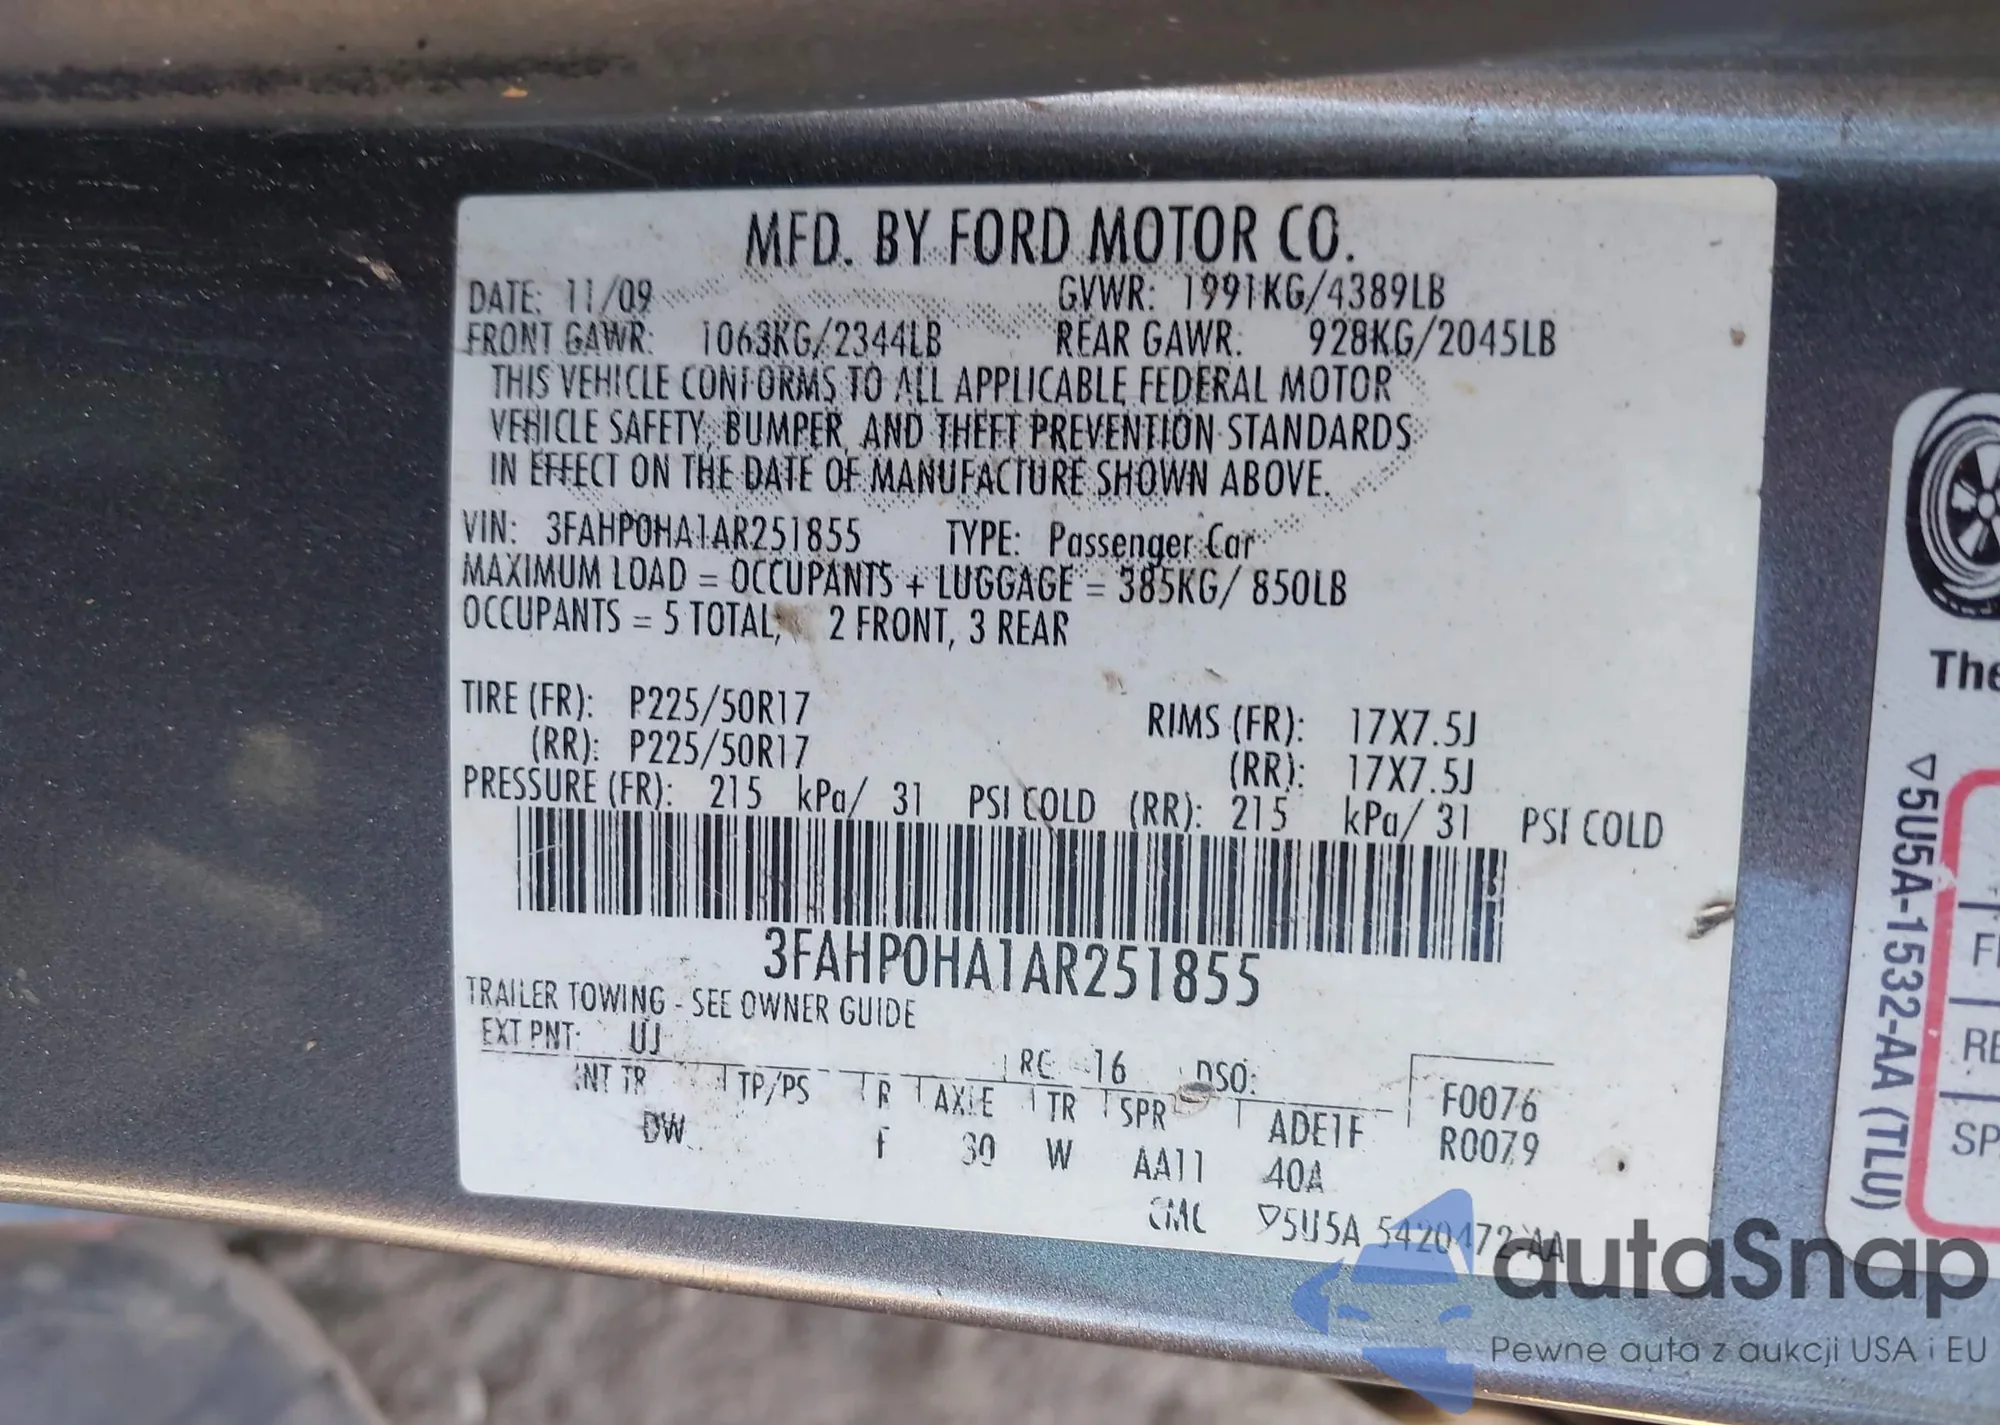 MFD. BY FORD MOTOR CO.
DATE: 11/09 GVWR: 1991KG/4389LB
FRONT GAWR: 1063KG/2344LB REAR GAWR: 928KG/2045LB
THIS VEHICLE CONFORMS TO ALL APPLICABLE FEDERAL MOTOR
VEHICLE SAFETY, BUMPER, AND THEFT PREVENTION STANDARDS
IN EFFECT ON THE DATE OF MANUFACTURE SHOWN ABOVE.
VIN: 3FAHP0HA1AR251855 TYPE: Passenger Car
MAXIMUM LOAD = OCCUPANTS + LUGGAGE = 385KG/ 850LB
OCCUPANTS = 5 TOTAL, 2 FRONT, 3 REAR
TIRE (FR): P225/50R17 RIMS (FR): 17X7.5J
(RR): P225/50R17 (RR): 17X7.5J
PRESSURE (FR): 215 kPa/ 31 PSI COLD (RR): 215 kPa/ 31 PSI COLD
3FAHP0HA1AR251855
TRAILER TOWING - SEE OWNER GUIDE
EXT PNT: UJ RC: 16 DSO:
INT TR TP/PS R AXLE TR SPR ADE1F F0076
DW F 30 W AA11 40A R0079
CMC ▽5U5A 5420472-AA
The
▽5U5A-1532-AA (TLU)
autaSnap
Pewne auta z aukcji USA i EU